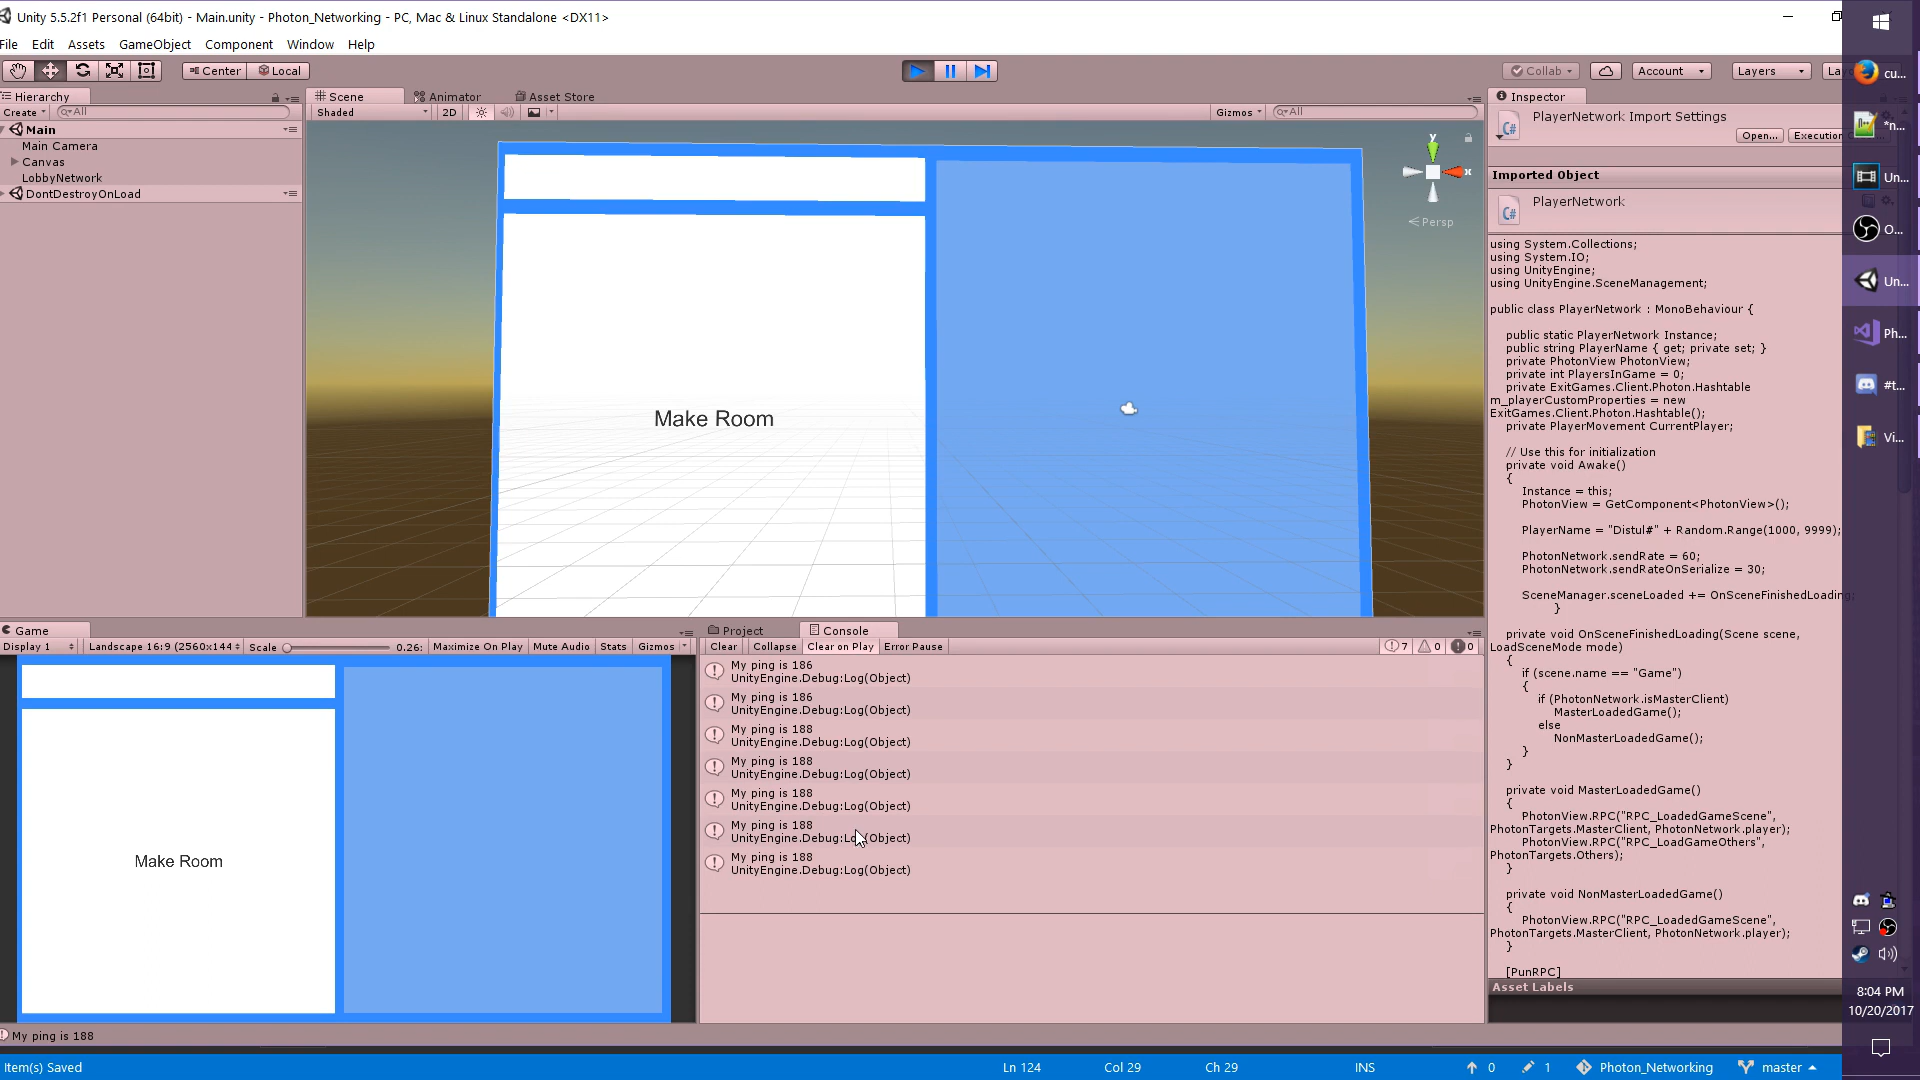 Unity 5.5.2f1 Personal (64bit) - Main.unity - Photon_Networking - PC, Mac & Linux Standalone <DX11>
File Edit Assets GameObject Component Window Help
Center Local
Collab Account Layers Lay
Hierarchy
Create All
Main
Main Camera
Canvas
LobbyNetwork
DontDestroyOnLoad
Scene Animator Asset Store
Shaded 2D Gizmos All
y
x
Persp
Make Room
Inspector
C#
PlayerNetwork Import Settings
Open... Execution
Imported Object
C#
PlayerNetwork
using System.Collections;
using System.IO;
using UnityEngine;
using UnityEngine.SceneManagement;
public class PlayerNetwork : MonoBehaviour {
public static PlayerNetwork Instance;
public string PlayerName { get; private set; }
private PhotonView PhotonView;
private int PlayersInGame = 0;
private ExitGames.Client.Photon.Hashtable
m_playerCustomProperties = new
ExitGames.Client.Photon.Hashtable();
private PlayerMovement CurrentPlayer;
// Use this for initialization
private void Awake()
{
Instance = this;
PhotonView = GetComponent<PhotonView>();
PlayerName = "Distul#" + Random.Range(1000, 9999);
PhotonNetwork.sendRate = 60;
PhotonNetwork.sendRateOnSerialize = 30;
SceneManager.sceneLoaded += OnSceneFinishedLoading;
}
private void OnSceneFinishedLoading(Scene scene,
LoadSceneMode mode)
{
if (scene.name == "Game")
{
if (PhotonNetwork.isMasterClient)
MasterLoadedGame();
else
NonMasterLoadedGame();
}
}
private void MasterLoadedGame()
{
PhotonView.RPC("RPC_LoadedGameScene",
PhotonTargets.MasterClient, PhotonNetwork.player);
PhotonView.RPC("RPC_LoadGameOthers",
PhotonTargets.Others);
}
private void NonMasterLoadedGame()
{
PhotonView.RPC("RPC_LoadedGameScene",
PhotonTargets.MasterClient, PhotonNetwork.player);
}
[PunRPC]
Asset Labels
Game
Display 1 Landscape 16:9 (2560x144 Scale 0.26: Maximize On Play Mute Audio Stats Gizmos
Make Room
Project Console
Clear Collapse Clear on Play Error Pause 7 0 0
My ping is 186
UnityEngine.Debug:Log(Object)
My ping is 186
UnityEngine.Debug:Log(Object)
My ping is 188
UnityEngine.Debug:Log(Object)
My ping is 188
UnityEngine.Debug:Log(Object)
My ping is 188
UnityEngine.Debug:Log(Object)
My ping is 188
UnityEngine.Debug:Log(Object)
My ping is 188
UnityEngine.Debug:Log(Object)
My ping is 188
Item(s) Saved Ln 124 Col 29 Ch 29 INS 0 1 Photon_Networking master
cu...
*n...
Un...
O...
Un...
Ph...
#t...
Vi...
8:04 PM
10/20/2017